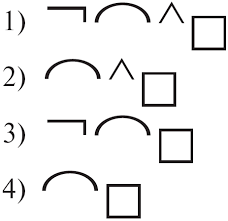 1) ¬ ⌒ ^ □
2) ⌒ ^ □
3) ¬ ⌒ □
4) ⌒ □